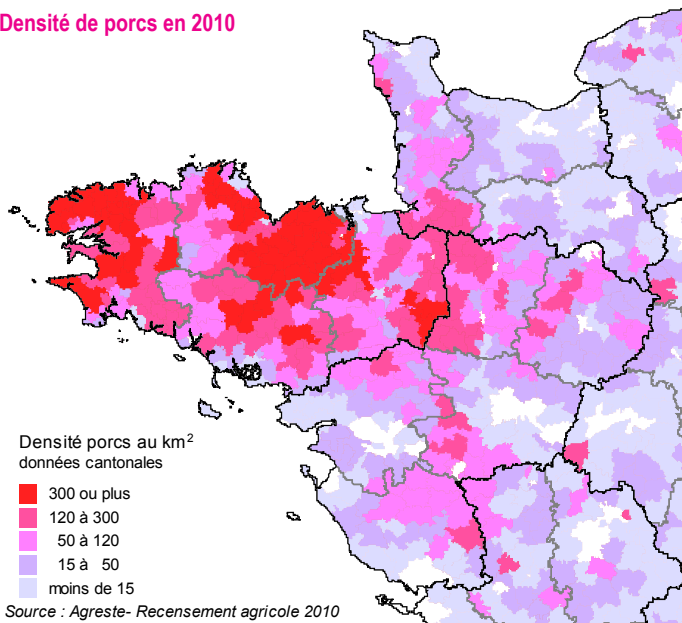 Densité de porcs en 2010
Densité porcs au km²
données cantonales
300 ou plus
120 à 300
50 à 120
15 à 50
moins de 15
Source : Agreste- Recensement agricole 2010